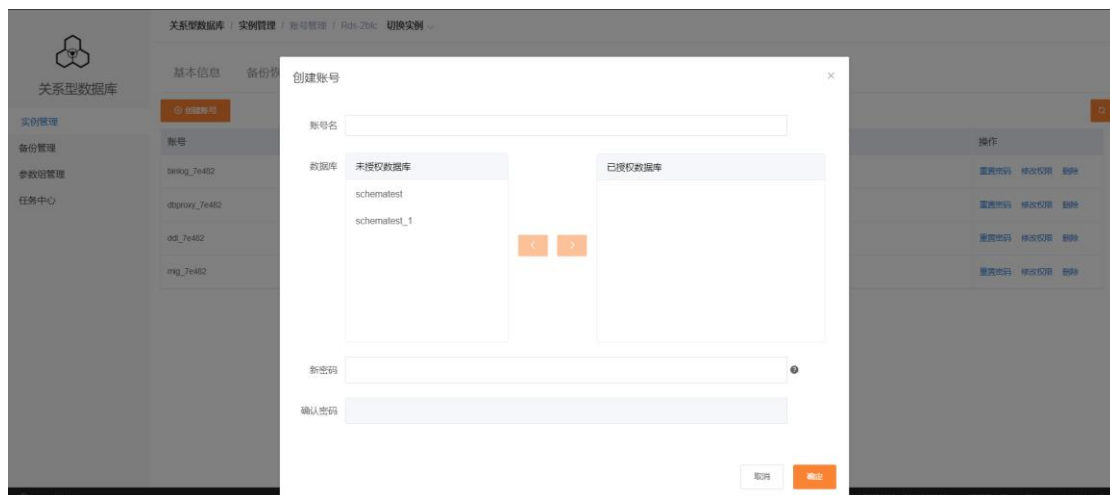 关系型数据库 / 实例管理 / 账号管理 / Rds-2bfc 切换实例
关系型数据库
实例管理
备份管理
参数组管理
任务中心
基本信息 备份恢
创建账号
账号
binlog_7e482
dbproxy_7e482
ddl_7e482
mig_7e482
创建账号
×
账号名
数据库
未授权数据库
schematest
schematest_1
已授权数据库
新密码
确认密码
取消
确定
操作
重置密码 修改权限 删除
重置密码 修改权限 删除
重置密码 修改权限 删除
重置密码 修改权限 删除